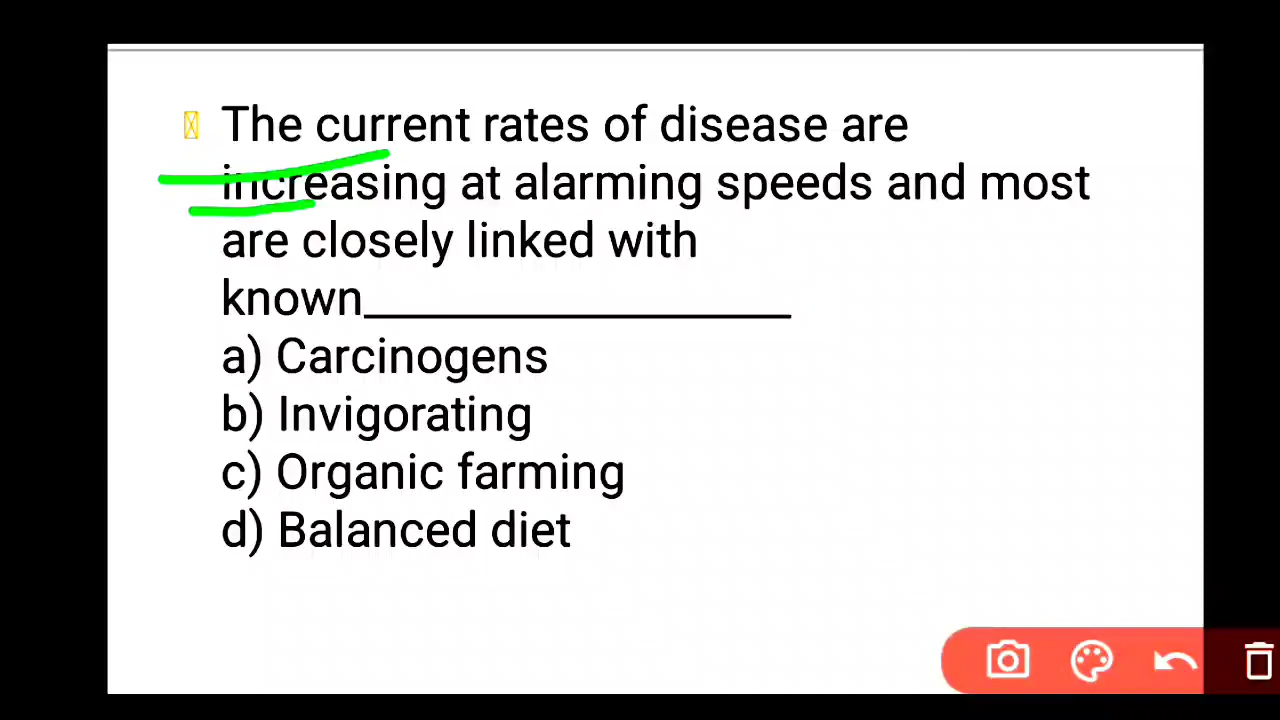 The current rates of disease are
increasing at alarming speeds and most
are closely linked with
known____________________
a) Carcinogens
b) Invigorating
c) Organic farming
d) Balanced diet